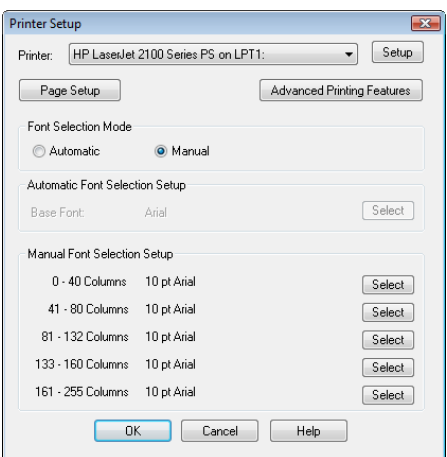 Printer Setup
Printer: HP LaserJet 2100 Series PS on LPT1: Setup
Page Setup Advanced Printing Features
Font Selection Mode
Automatic Manual
Automatic Font Selection Setup
Base Font: Arial Select
Manual Font Selection Setup
0 - 40 Columns 10 pt Arial Select
41 - 80 Columns 10 pt Arial Select
81 - 132 Columns 10 pt Arial Select
133 - 160 Columns 10 pt Arial Select
161 - 255 Columns 10 pt Arial Select
OK Cancel Help